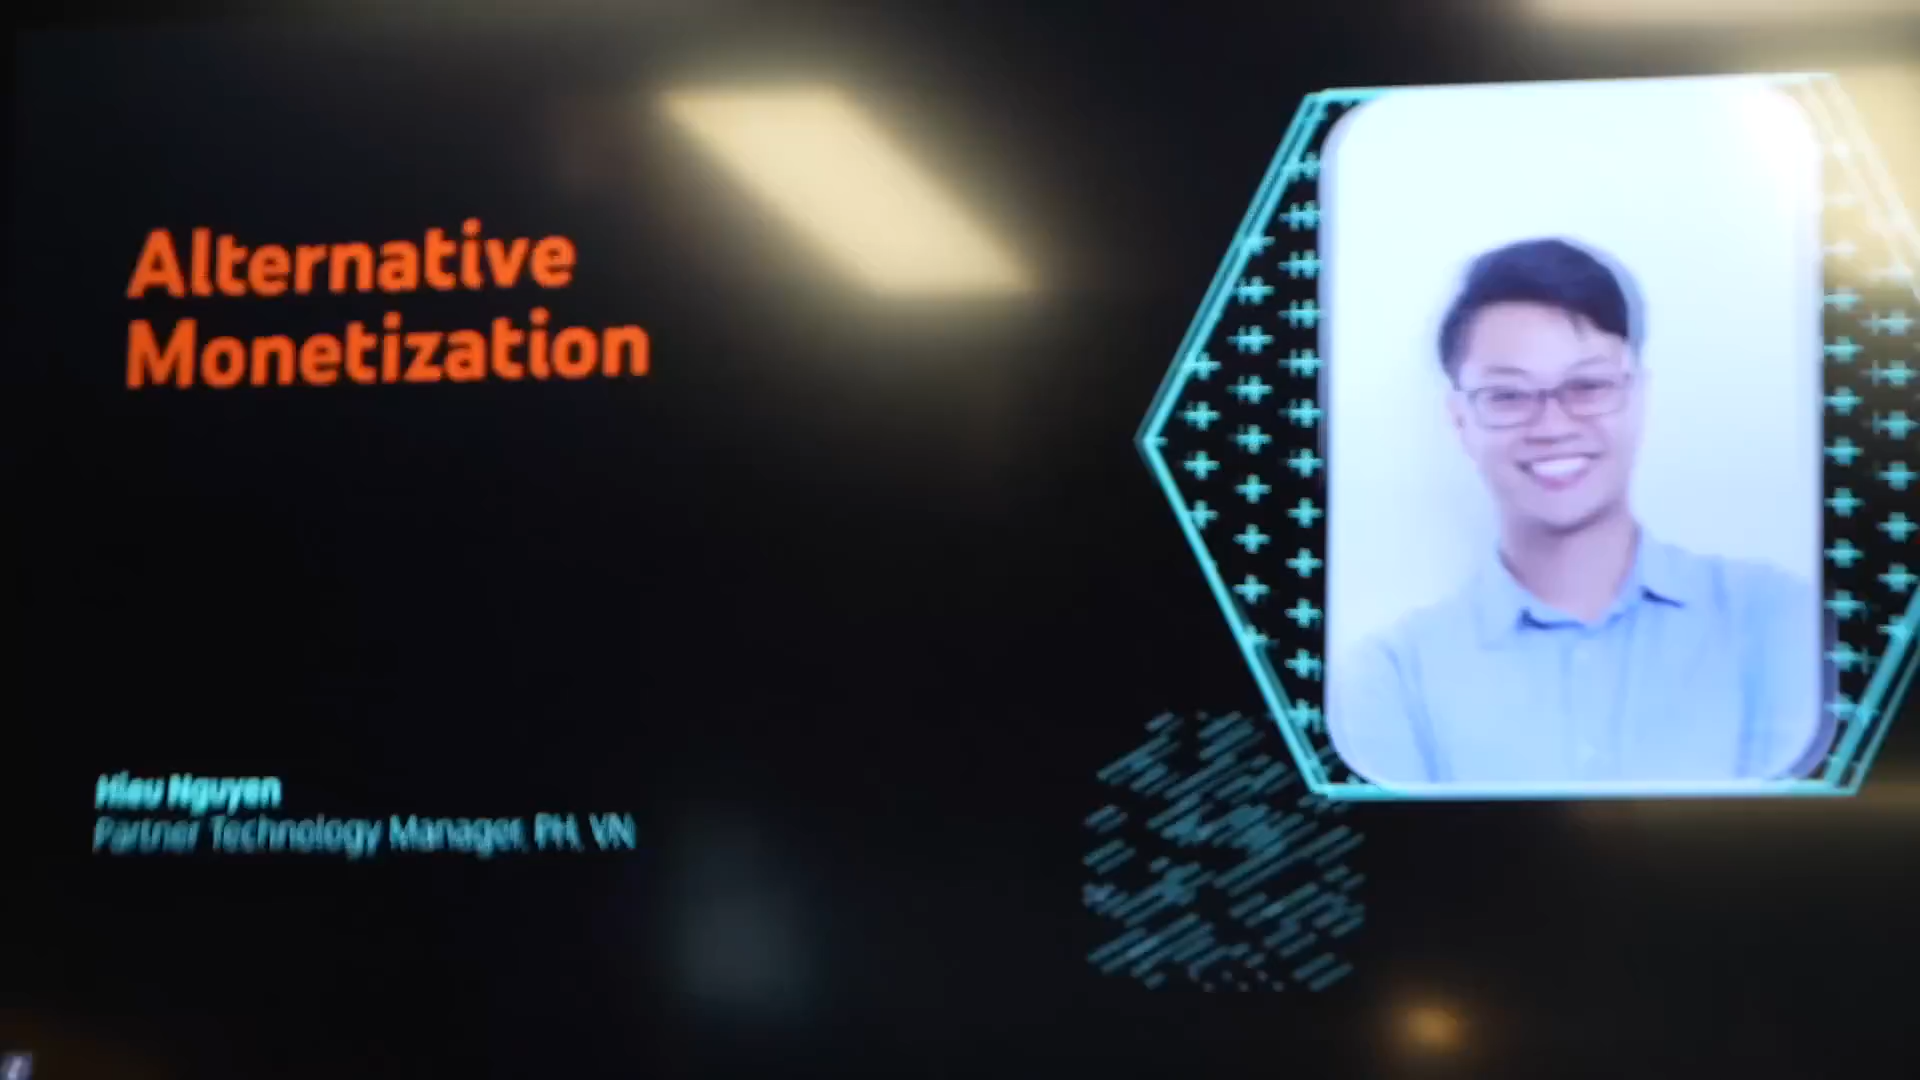 Alternative
Monetization
Hieu Nguyen
Partner Technology Manager, PH, VN